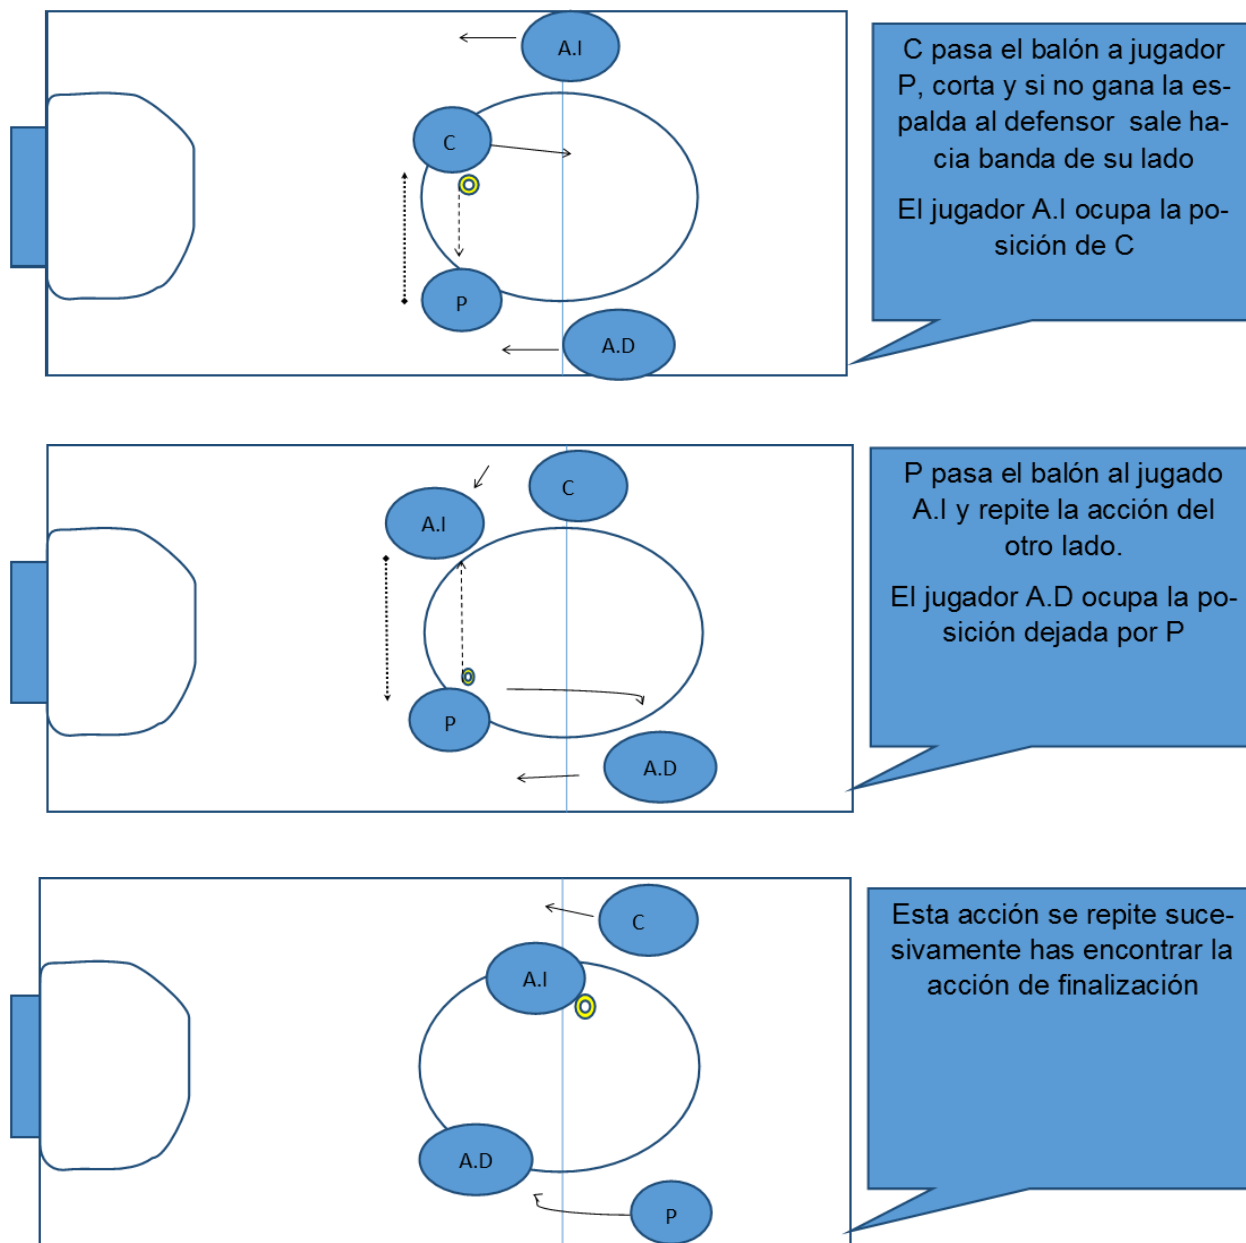 A.I
C
P
A.D
C pasa el balón a jugador
P, corta y si no gana la es-
palda al defensor sale ha-
cia banda de su lado
El jugador A.I ocupa la po-
sición de C
C
A.I
P
A.D
P pasa el balón al jugado
A.I y repite la acción del
otro lado.
El jugador A.D ocupa la po-
sición dejada por P
C
A.I
A.D
P
Esta acción se repite suce-
sivamente has encontrar la
acción de finalización